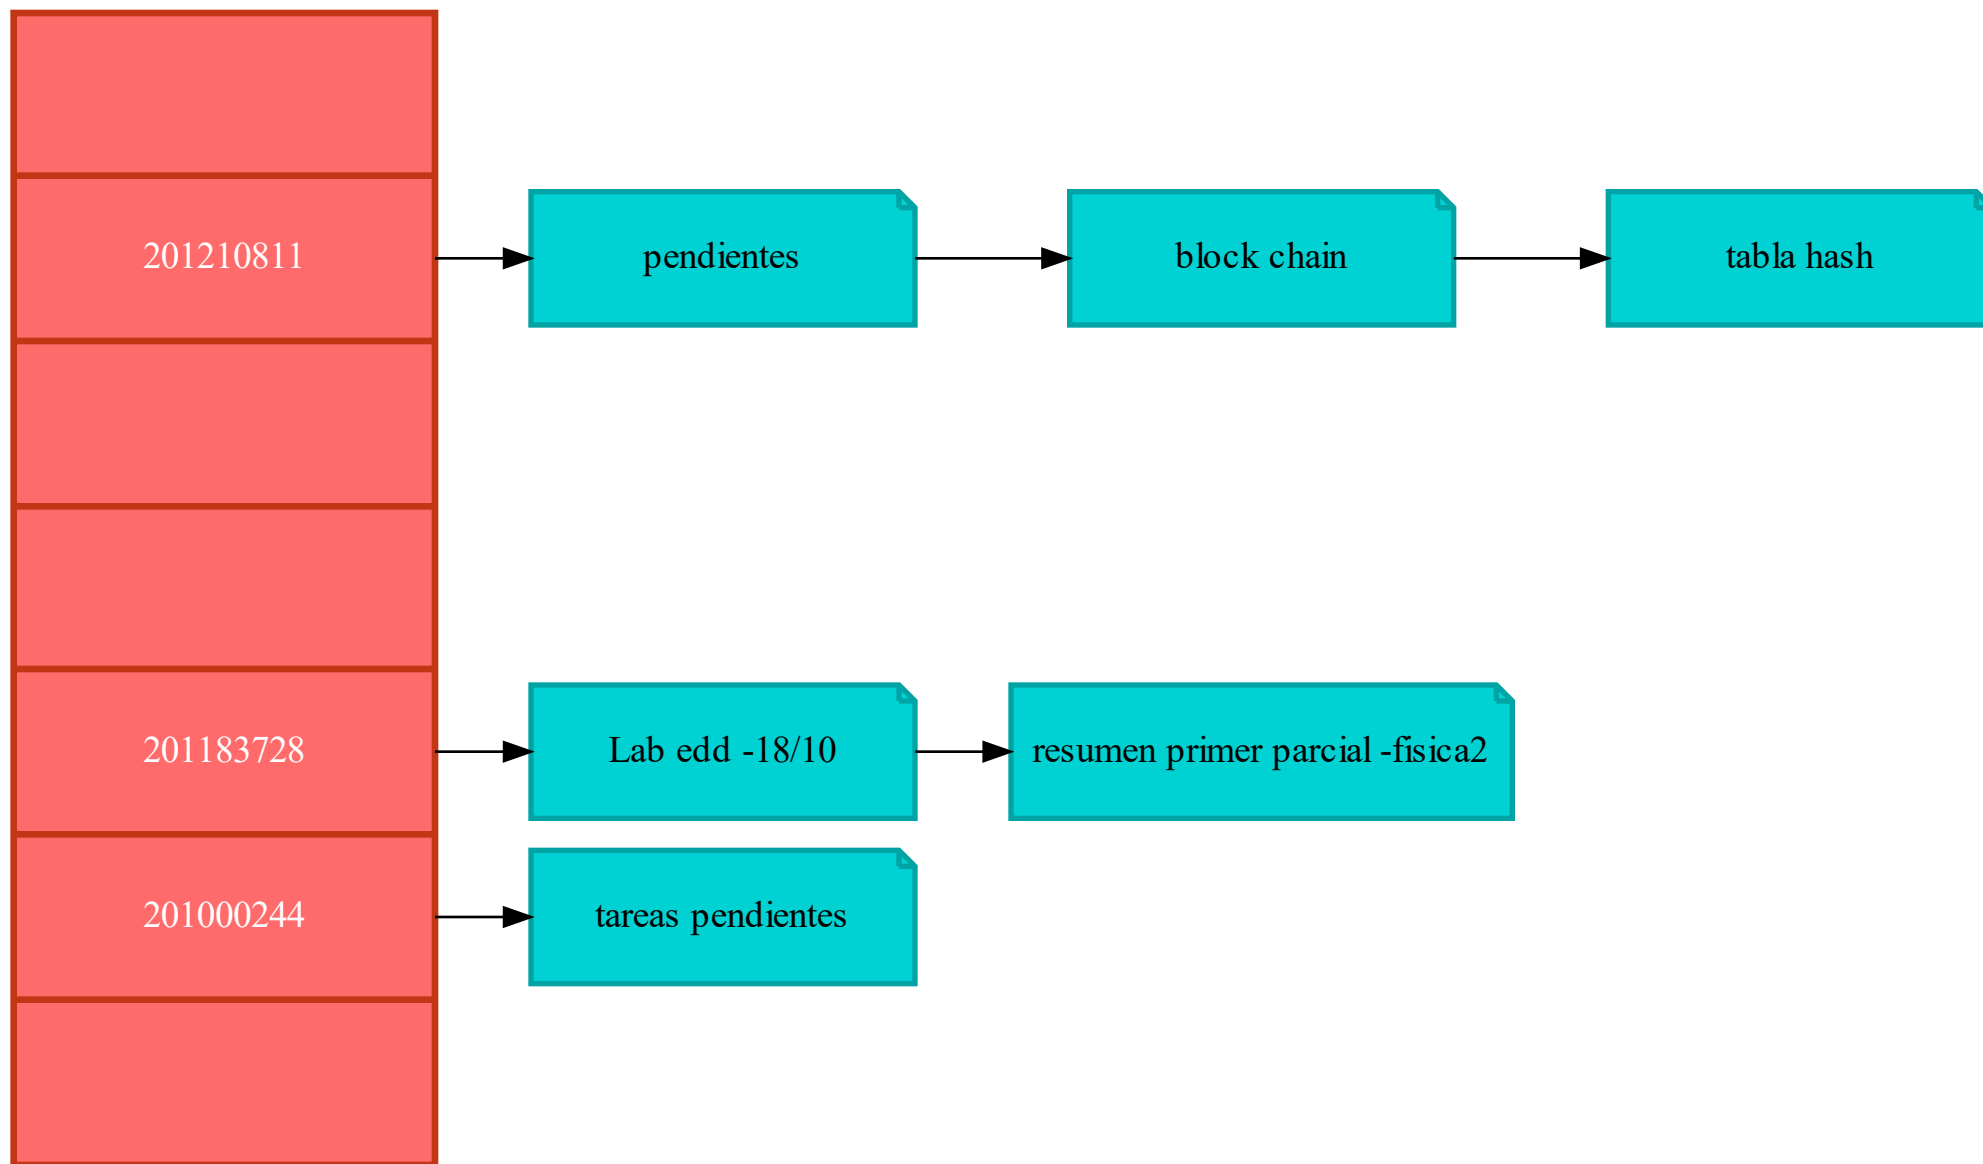 201210811
pendientes
block chain
tabla hash
201183728
Lab edd -18/10
resumen primer parcial -fisica2
201000244
tareas pendientes